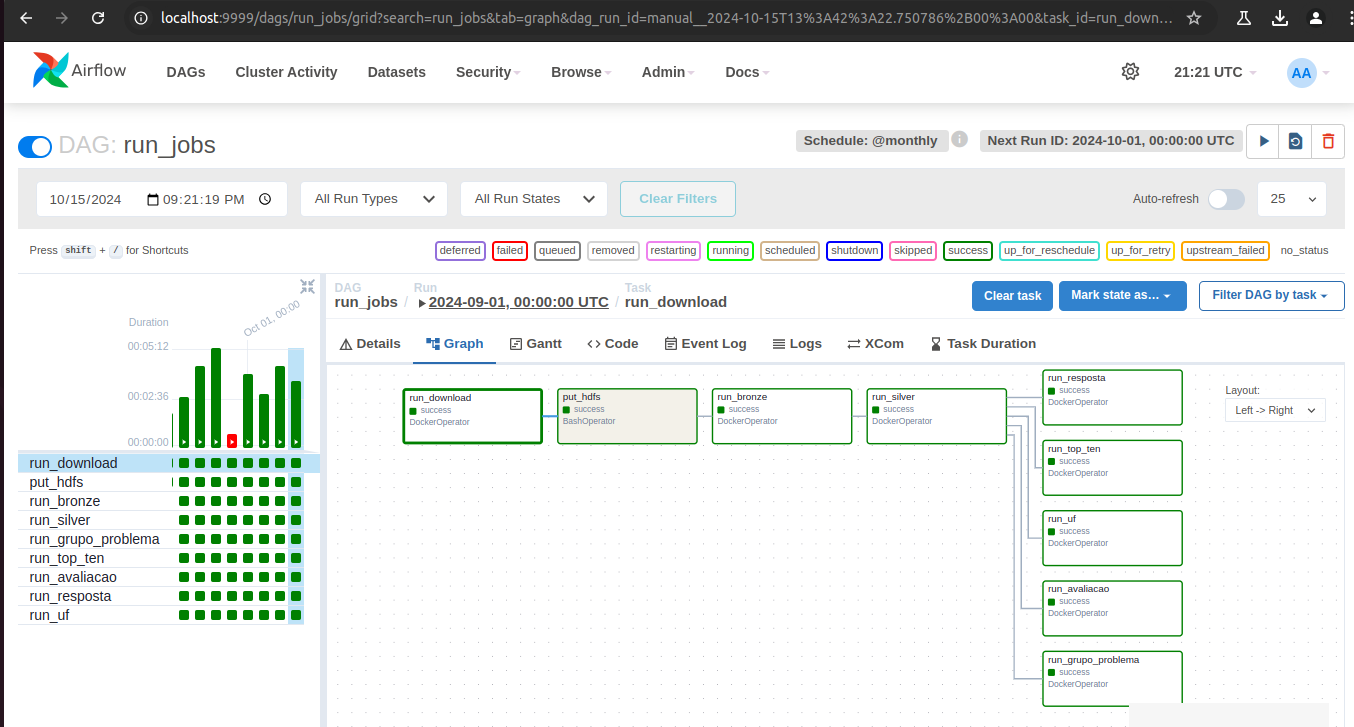 localhost:9999/dags/run_jobs/grid?search=run_jobs&tab=graph&dag_run_id=manual__2024-10-15T13%3A42%3A22.750786%2B00%3A00&task_id=run_down...
Airflow DAGs Cluster Activity Datasets Security Browse Admin Docs 21:21 UTC AA
DAG: run_jobs Schedule: @monthly i Next Run ID: 2024-10-01, 00:00:00 UTC
10/15/2024 09:21:19 PM All Run Types All Run States Clear Filters Auto-refresh 25
Press shift + / for Shortcuts deferred failed queued removed restarting running scheduled shutdown skipped success up_for_reschedule up_for_retry upstream_failed no_status
Oct 01, 00:00
Duration
00:05:12
00:02:36
00:00:00
run_download
put_hdfs
run_bronze
run_silver
run_grupo_problema
run_top_ten
run_avaliacao
run_resposta
run_uf
DAG Run Task
run_jobs / 2024-09-01, 00:00:00 UTC / run_download Clear task Mark state as... Filter DAG by task
Details Graph Gantt Code Event Log Logs XCom Task Duration
run_download
success
DockerOperator
put_hdfs
success
BashOperator
run_bronze
success
DockerOperator
run_silver
success
DockerOperator
run_resposta
success
DockerOperator
run_top_ten
success
DockerOperator
run_uf
success
DockerOperator
run_avaliacao
success
DockerOperator
run_grupo_problema
success
DockerOperator
Layout:
Left -> Right